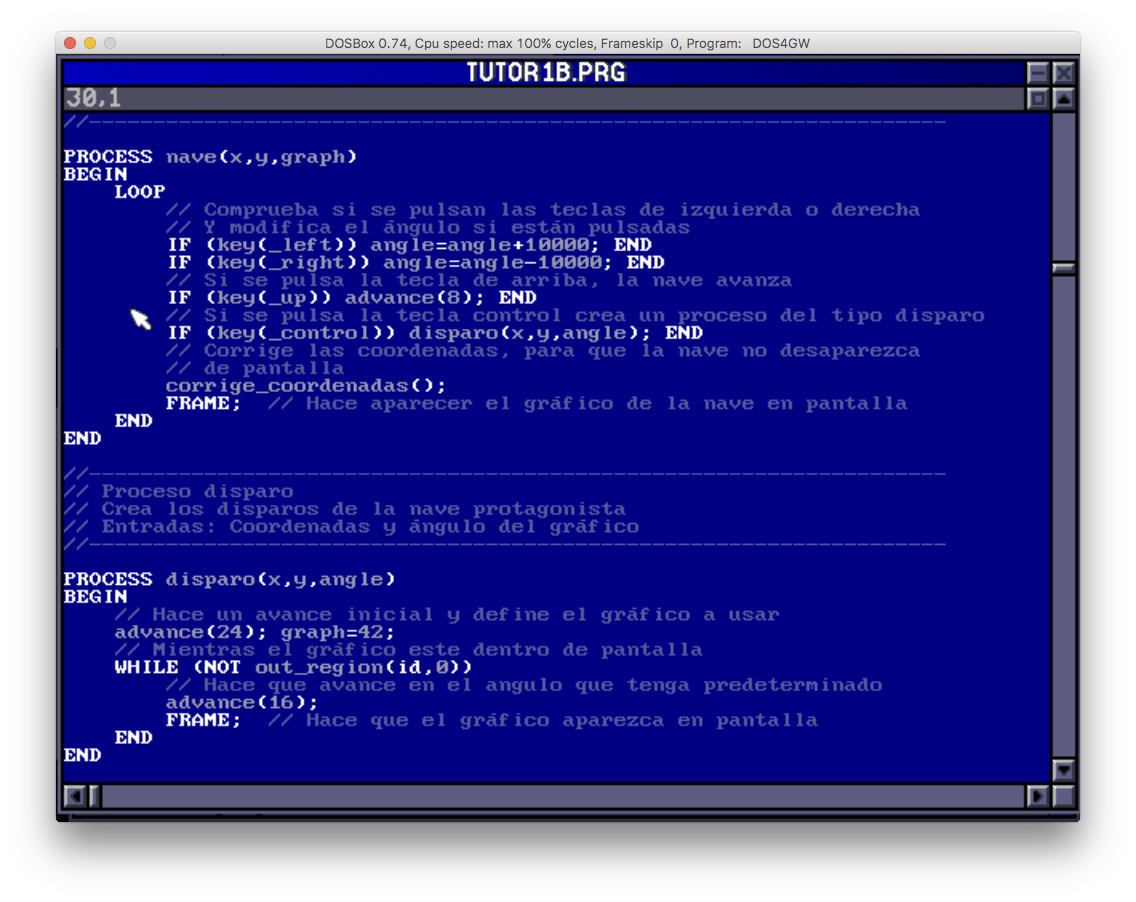 DOSBox 0.74, Cpu speed: max 100% cycles, Frameskip 0, Program: DOS4GW
TUTOR1B.PRG
30,1
//-------------------------------------------------------------------
PROCESS nave(x,y,graph)
BEGIN
LOOP
// Comprueba si se pulsan las teclas de izquierda o derecha
// Y modifica el ángulo si están pulsadas
IF (key(_left)) angle=angle+10000; END
IF (key(_right)) angle=angle-10000; END
// Si se pulsa la tecla de arriba, la nave avanza
IF (key(_up)) advance(8); END
// Si se pulsa la tecla control crea un proceso del tipo disparo
IF (key(_control)) disparo(x,y,angle); END
// Corrige las coordenadas, para que la nave no desaparezca
// de pantalla
corrige_coordenadas();
FRAME; // Hace aparecer el gráfico de la nave en pantalla
END
END
//-------------------------------------------------------------------
// Proceso disparo
// Crea los disparos de la nave protagonista
// Entradas: Coordenadas y ángulo del gráfico
//-------------------------------------------------------------------
PROCESS disparo(x,y,angle)
BEGIN
// Hace un avance inicial y define el gráfico a usar
advance(24); graph=42;
// Mientras el gráfico este dentro de pantalla
WHILE (NOT out_region(id,0))
// Hace que avance en el angulo que tenga predeterminado
advance(16);
FRAME; // Hace que el gráfico aparezca en pantalla
END
END